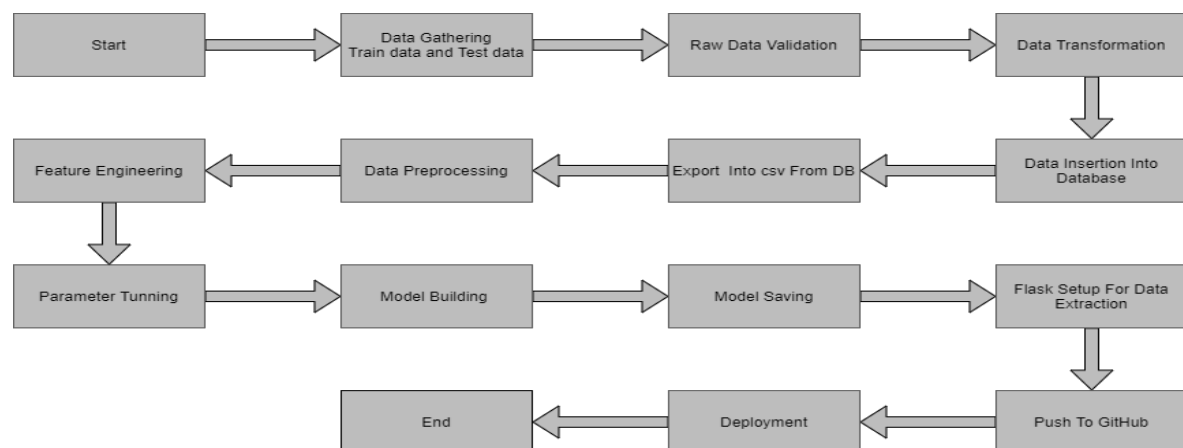 Start
Data Gathering
Train data and Test data
Raw Data Validation
Data Transformation
Data Insertion Into
Database
Export Into csv From DB
Data Preprocessing
Feature Engineering
Parameter Tunning
Model Building
Model Saving
Flask Setup For Data
Extraction
Push To GitHub
Deployment
End